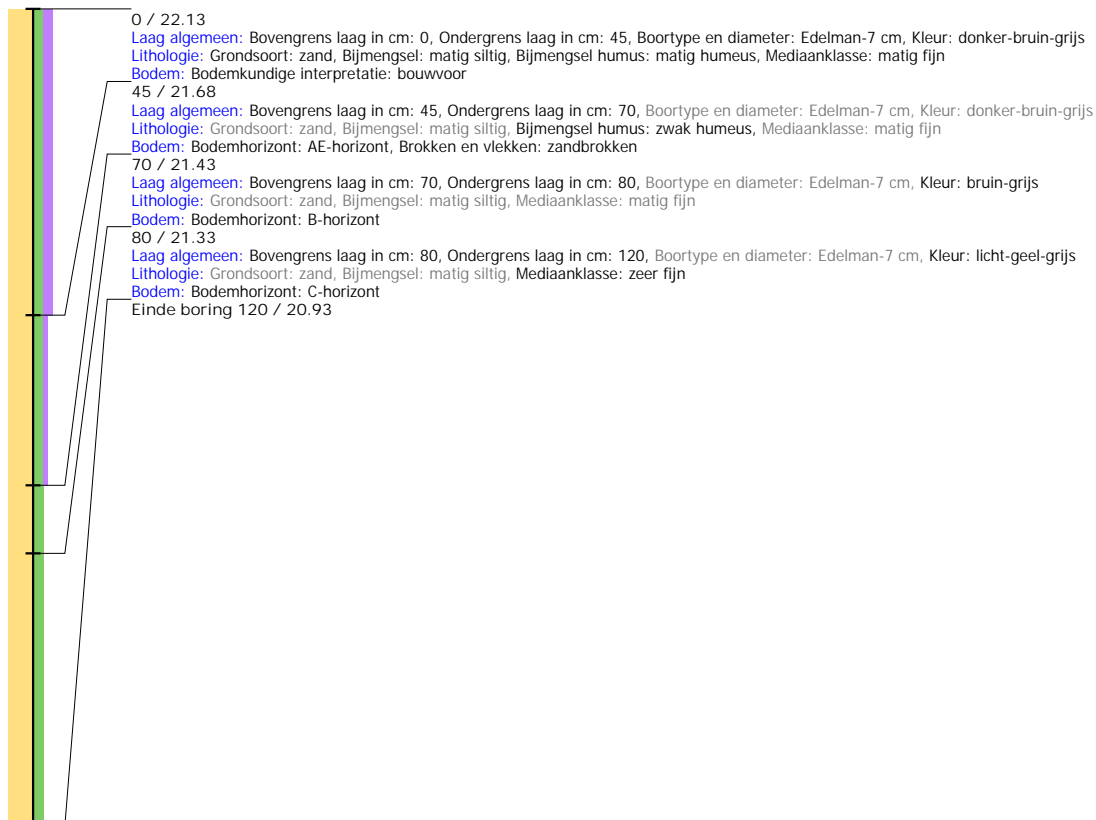 0 / 22.13
Laag algemeen: Bovengrens laag in cm: 0, Ondergrens laag in cm: 45, Boortype en diameter: Edelman-7 cm, Kleur: donker-bruin-grijs
Lithologie: Grondsoort: zand, Bijmengsel: matig siltig, Bijmengsel humus: matig humeus, Mediaanklasse: matig fijn
Bodem: Bodemkundige interpretatie: bouwvoor
45 / 21.68
Laag algemeen: Bovengrens laag in cm: 45, Ondergrens laag in cm: 70, Boortype en diameter: Edelman-7 cm, Kleur: donker-bruin-grijs
Lithologie: Grondsoort: zand, Bijmengsel: matig siltig, Bijmengsel humus: zwak humeus, Mediaanklasse: matig fijn
Bodem: Bodemhorizont: AE-horizont, Brokken en vlekken: zandbrokken
70 / 21.43
Laag algemeen: Bovengrens laag in cm: 70, Ondergrens laag in cm: 80, Boortype en diameter: Edelman-7 cm, Kleur: bruin-grijs
Lithologie: Grondsoort: zand, Bijmengsel: matig siltig, Mediaanklasse: matig fijn
Bodem: Bodemhorizont: B-horizont
80 / 21.33
Laag algemeen: Bovengrens laag in cm: 80, Ondergrens laag in cm: 120, Boortype en diameter: Edelman-7 cm, Kleur: licht-geel-grijs
Lithologie: Grondsoort: zand, Bijmengsel: matig siltig, Mediaanklasse: zeer fijn
Bodem: Bodemhorizont: C-horizont
Einde boring 120 / 20.93